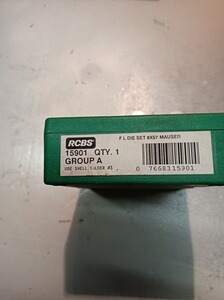 RCBS
F L DIE SET 8X57 MAUSER
15901 QTY. 1
GROUP A
USE SHELL HOLDER #3
0 7668315901